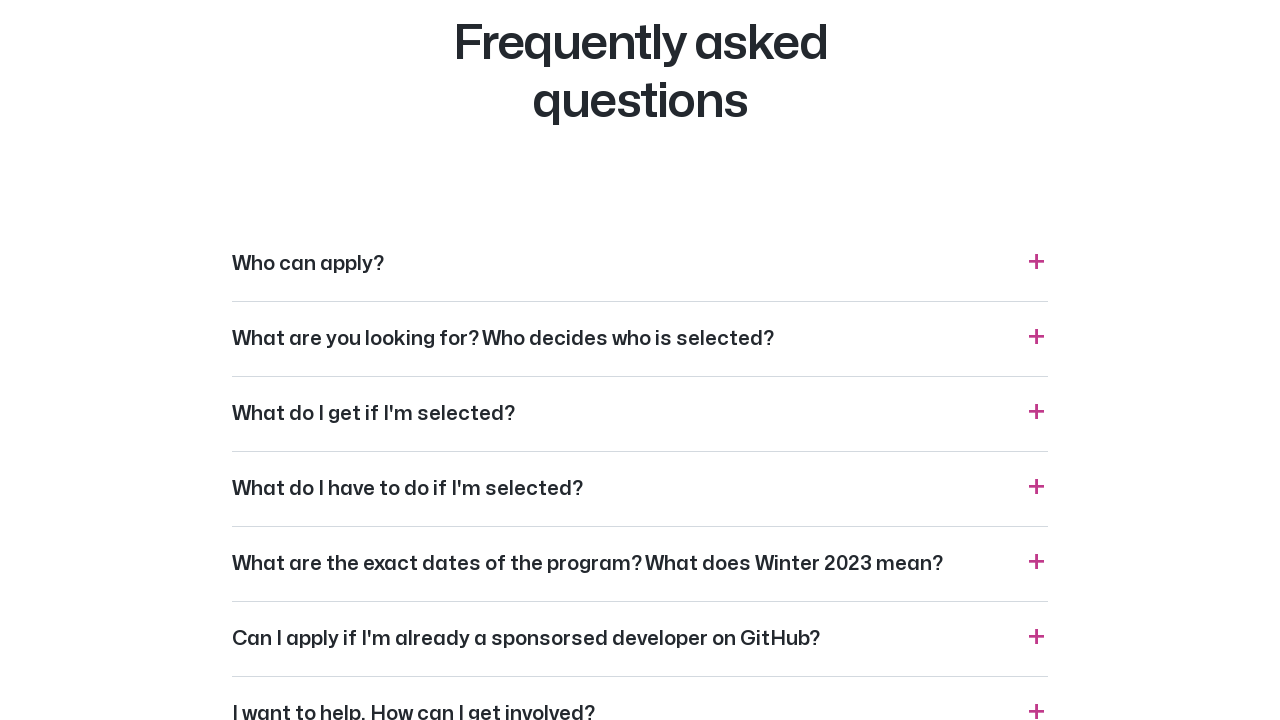 Frequently asked
questions
Who can apply?
What are you looking for? Who decides who is selected?
What do I get if I'm selected?
What do I have to do if I'm selected?
What are the exact dates of the program? What does Winter 2023 mean?
Can I apply if I'm already a sponsorsed developer on GitHub?
I want to help. How can I get involved?